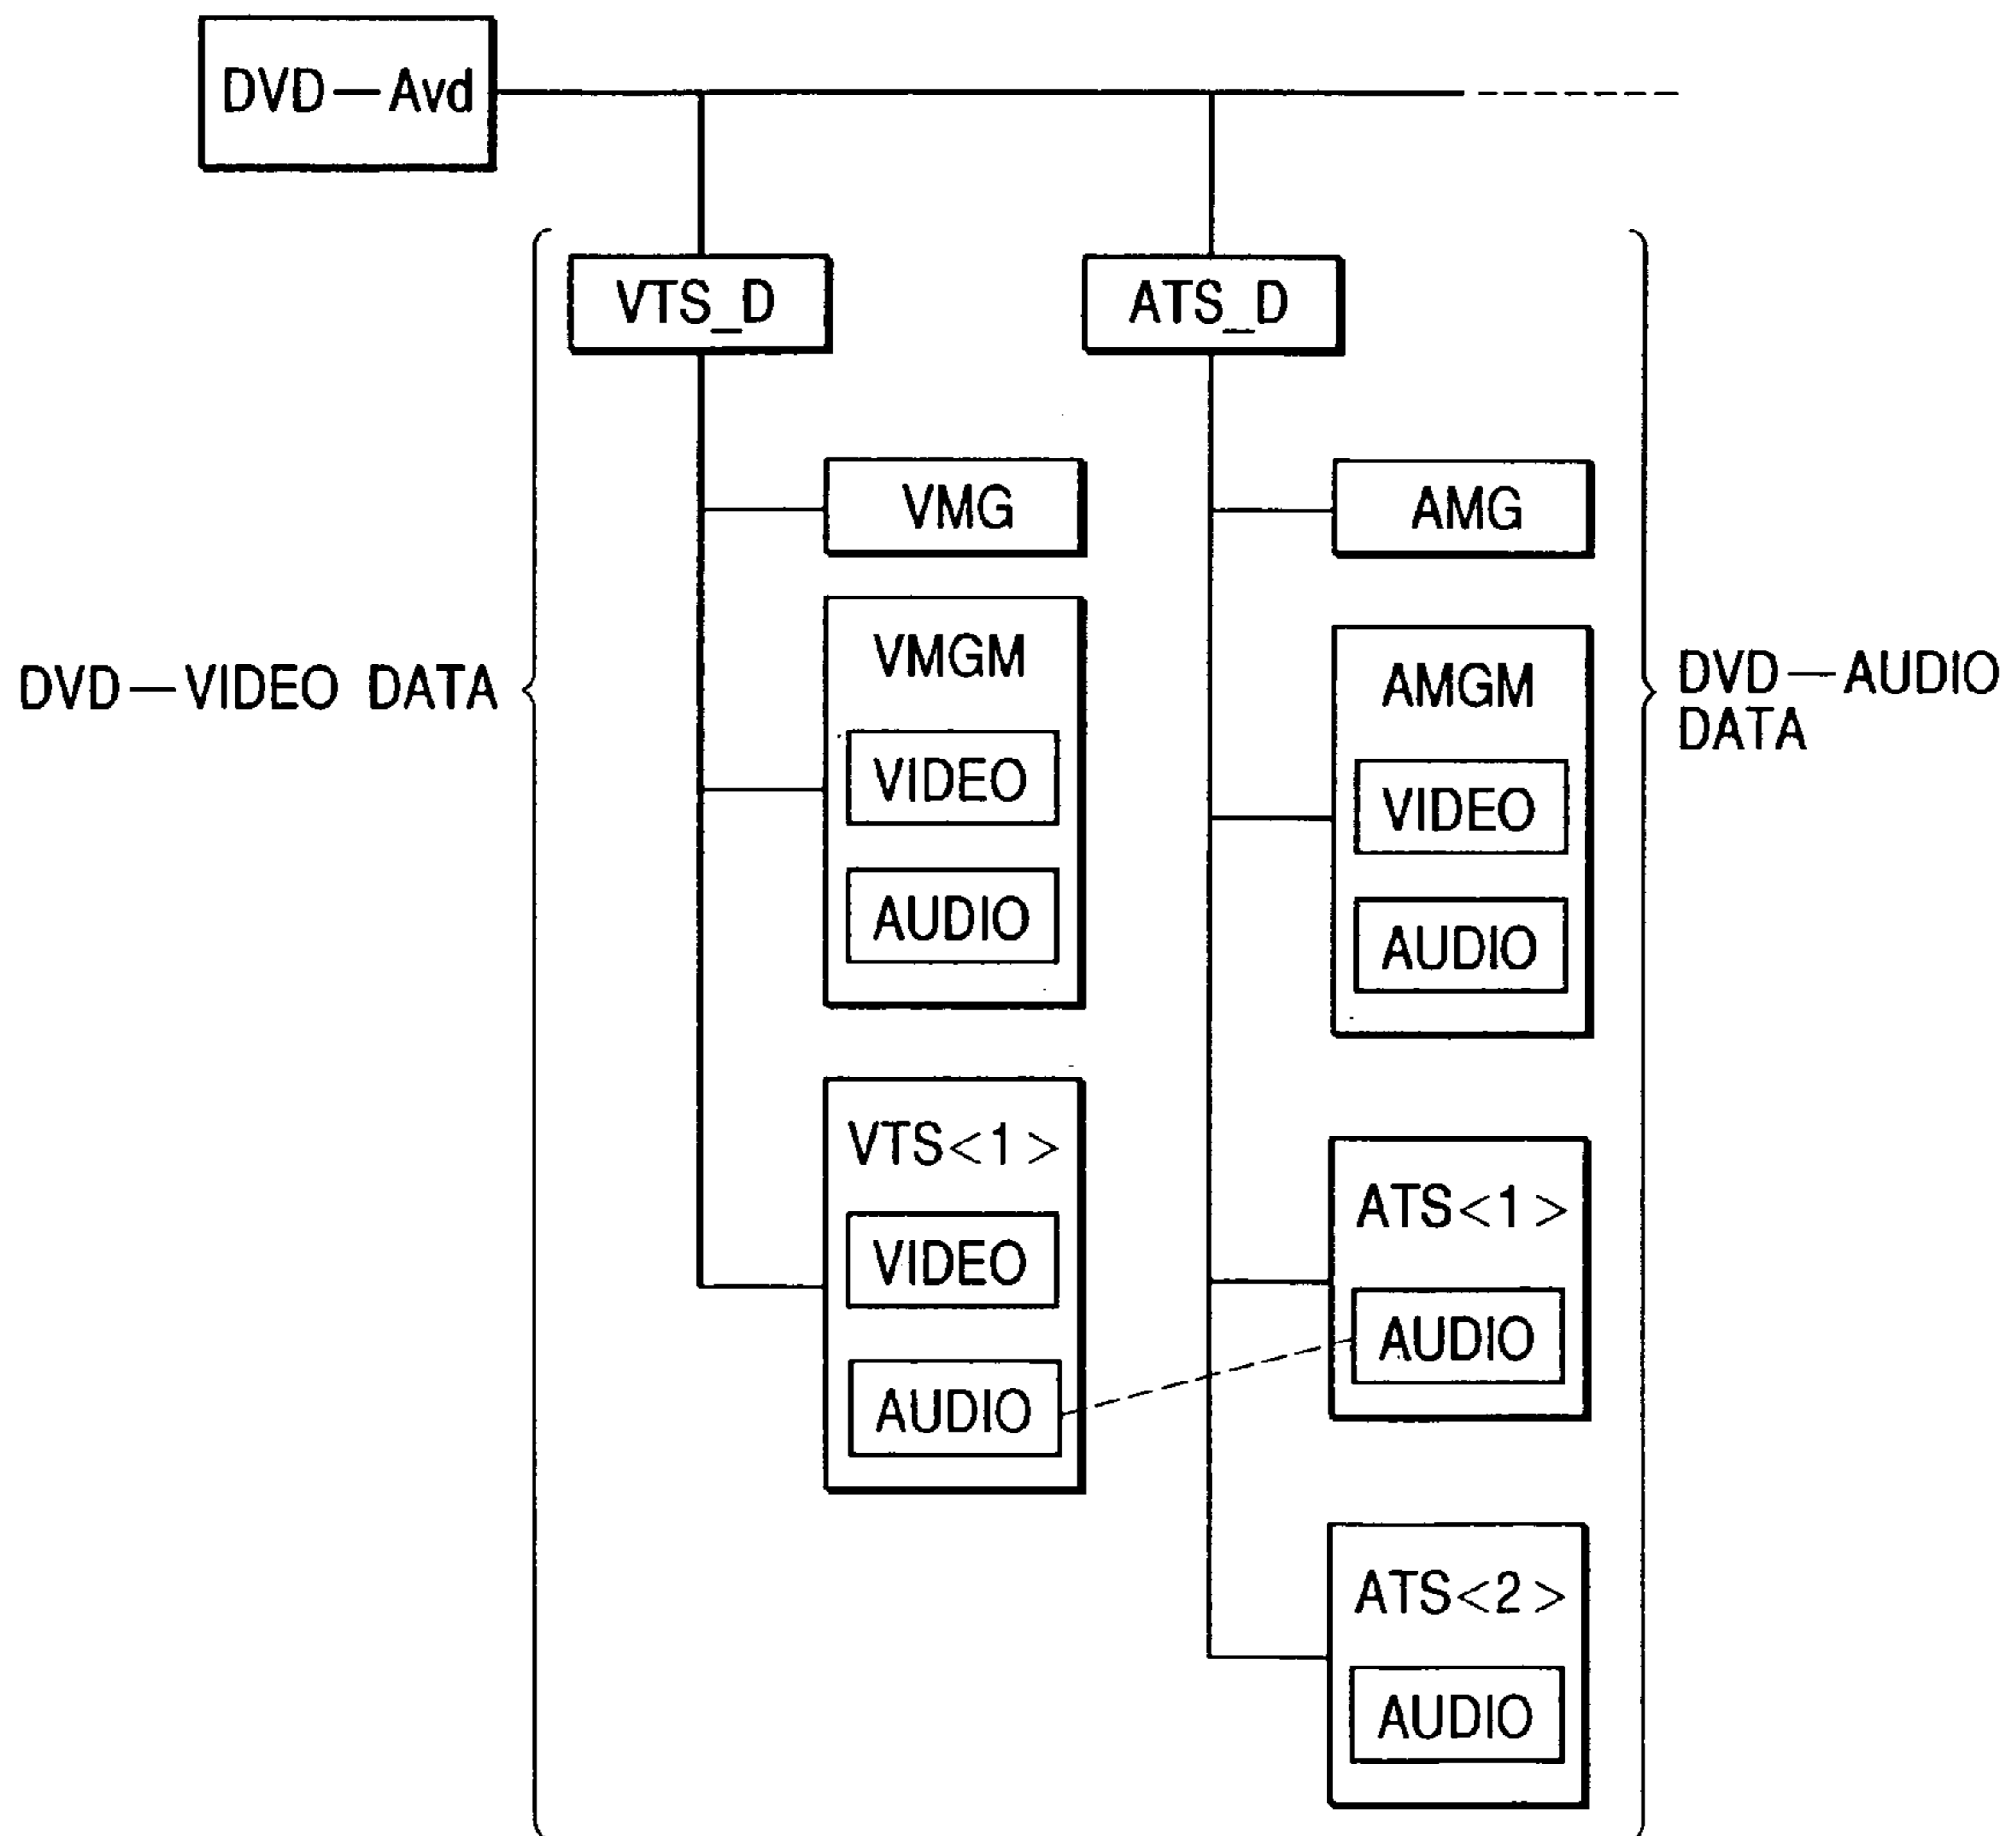 DVD—Avd
VTS_D
ATS_D
VMG
AMG
VMGM
VIDEO
AUDIO
AMGM
VIDEO
AUDIO
DVD—VIDEO DATA
DVD—AUDIO
DATA
VTS<1>
VIDEO
AUDIO
ATS<1>
AUDIO
ATS<2>
AUDIO